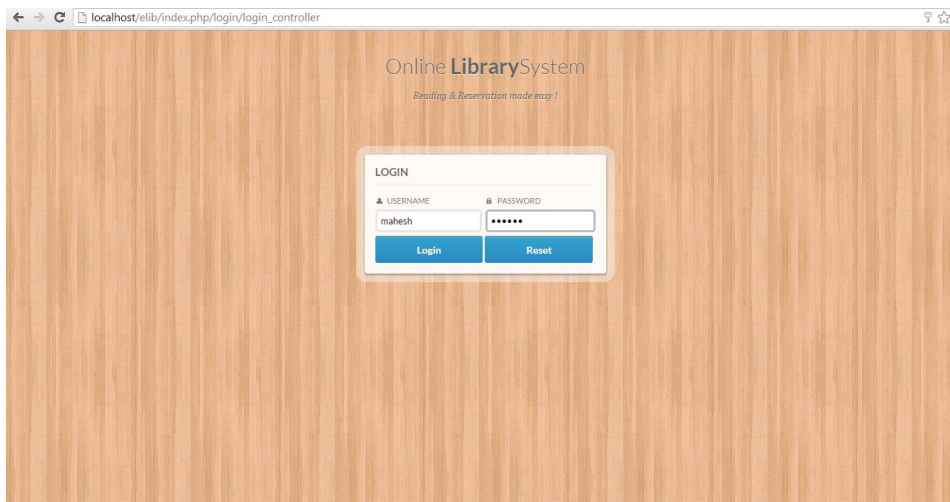 localhost/elib/index.php/login/login_controller
Online LibrarySystem
Reading & Reservation made easy !
LOGIN
USERNAME PASSWORD
mahesh ••••••
Login Reset